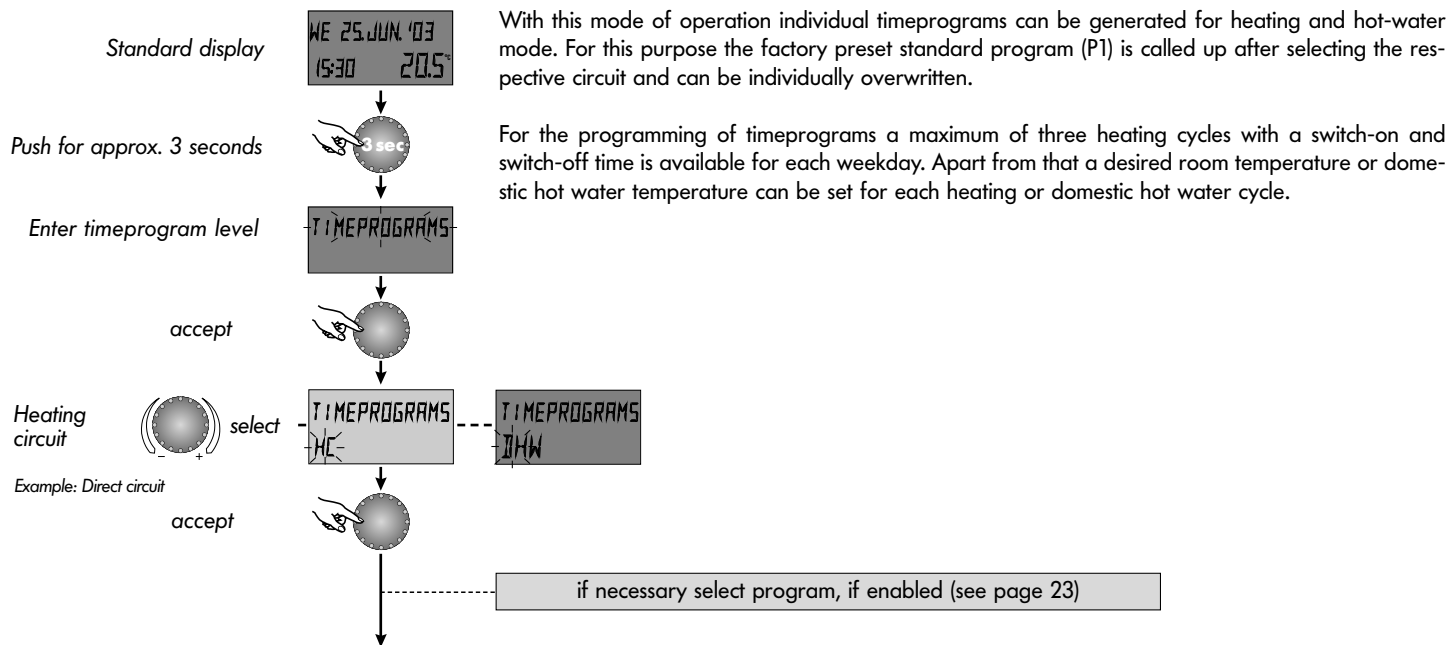 With this mode of operation individual timeprograms can be generated for heating and hot-water
mode. For this purpose the factory preset standard program (P1) is called up after selecting the res-
pective circuit and can be individually overwritten.
For the programming of timeprograms a maximum of three heating cycles with a switch-on and
switch-off time is available for each weekday. Apart from that a desired room temperature or dome-
stic hot water temperature can be set for each heating or domestic hot water cycle.
Standard display
WE 25.JUN. '03
15:30 20.5°C
Push for approx. 3 seconds
3 sec
Enter timeprogram level
TIMEPROGRAMS
accept
Heating
circuit
- +
select
TIMEPROGRAMS
HC
TIMEPROGRAMS
DHW
Example: Direct circuit
accept
if necessary select program, if enabled (see page 23)